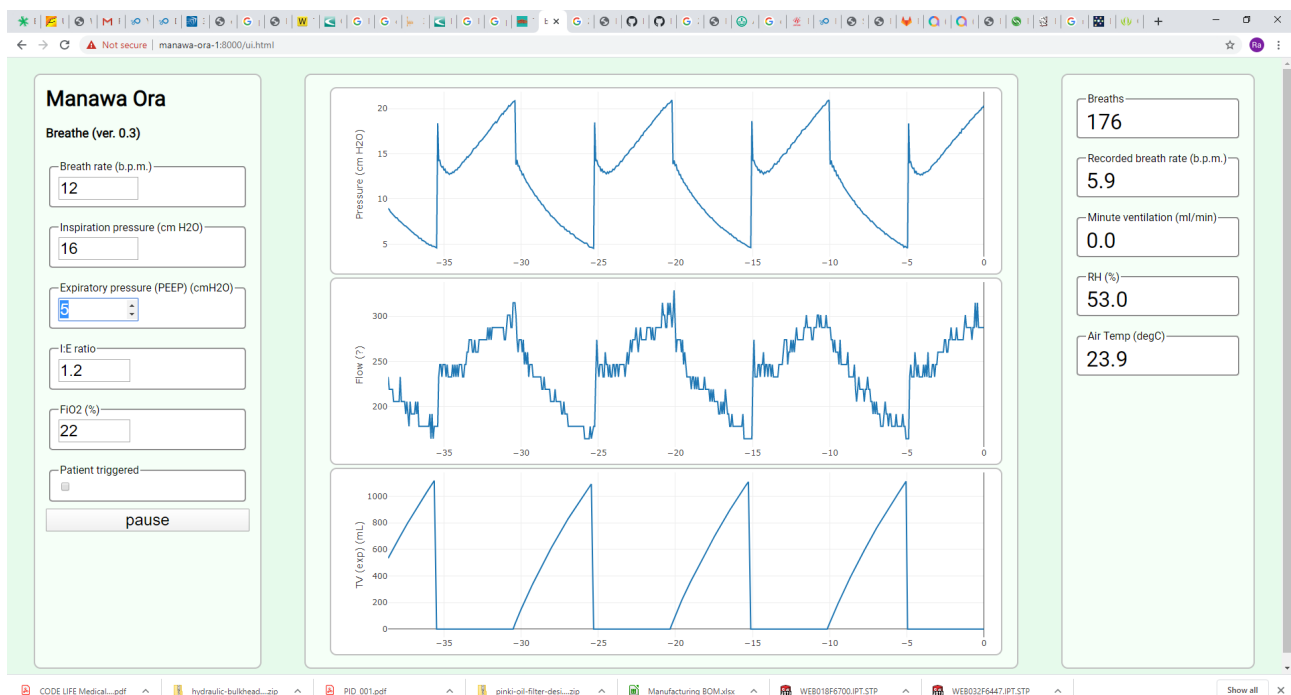 Not secure | manawa-ora-1:8000/ui.html
Ra
Manawa Ora
Breathe (ver. 0.3)
Breath rate (b.p.m.)
12
Inspiration pressure (cm H2O)
16
Expiratory pressure (PEEP) (cmH2O)
5
I:E ratio
1.2
FiO2 (%)
22
Patient triggered
pause
Pressure (cm H2O)
20
15
10
5
−35 −30 −25 −20 −15 −10 −5 0
Flow (?)
300
250
200
−35 −30 −25 −20 −15 −10 −5 0
TV (exp) (mL)
1000
800
600
400
200
0
−35 −30 −25 −20 −15 −10 −5 0
Breaths
176
Recorded breath rate (b.p.m.)
5.9
Minute ventilation (ml/min)
0.0
RH (%)
53.0
Air Temp (degC)
23.9
CODE LIFE Medical....pdf
hydraulic-bulkhead....zip
PID_001.pdf
pinki-oil-filter-desi....zip
Manufacturing BOM.xlsx
WEB018F6700.IPT.STP
WEB032F6447.IPT.STP
Show all